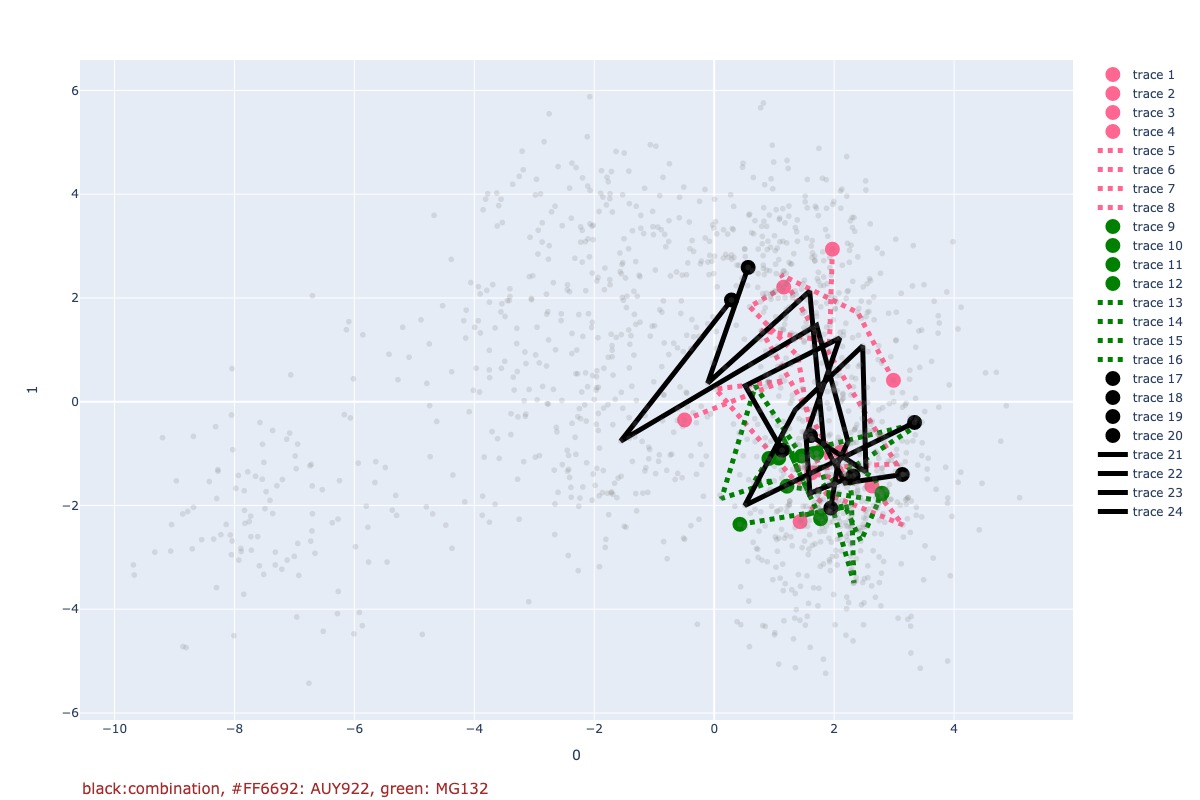 6
4
2
0
−2
−4
−6
−10
−8
−6
−4
−2
0
2
4
0
1
trace 1
trace 2
trace 3
trace 4
trace 5
trace 6
trace 7
trace 8
trace 9
trace 10
trace 11
trace 12
trace 13
trace 14
trace 15
trace 16
trace 17
trace 18
trace 19
trace 20
trace 21
trace 22
trace 23
trace 24
black:combination, #FF6692: AUY922, green: MG132